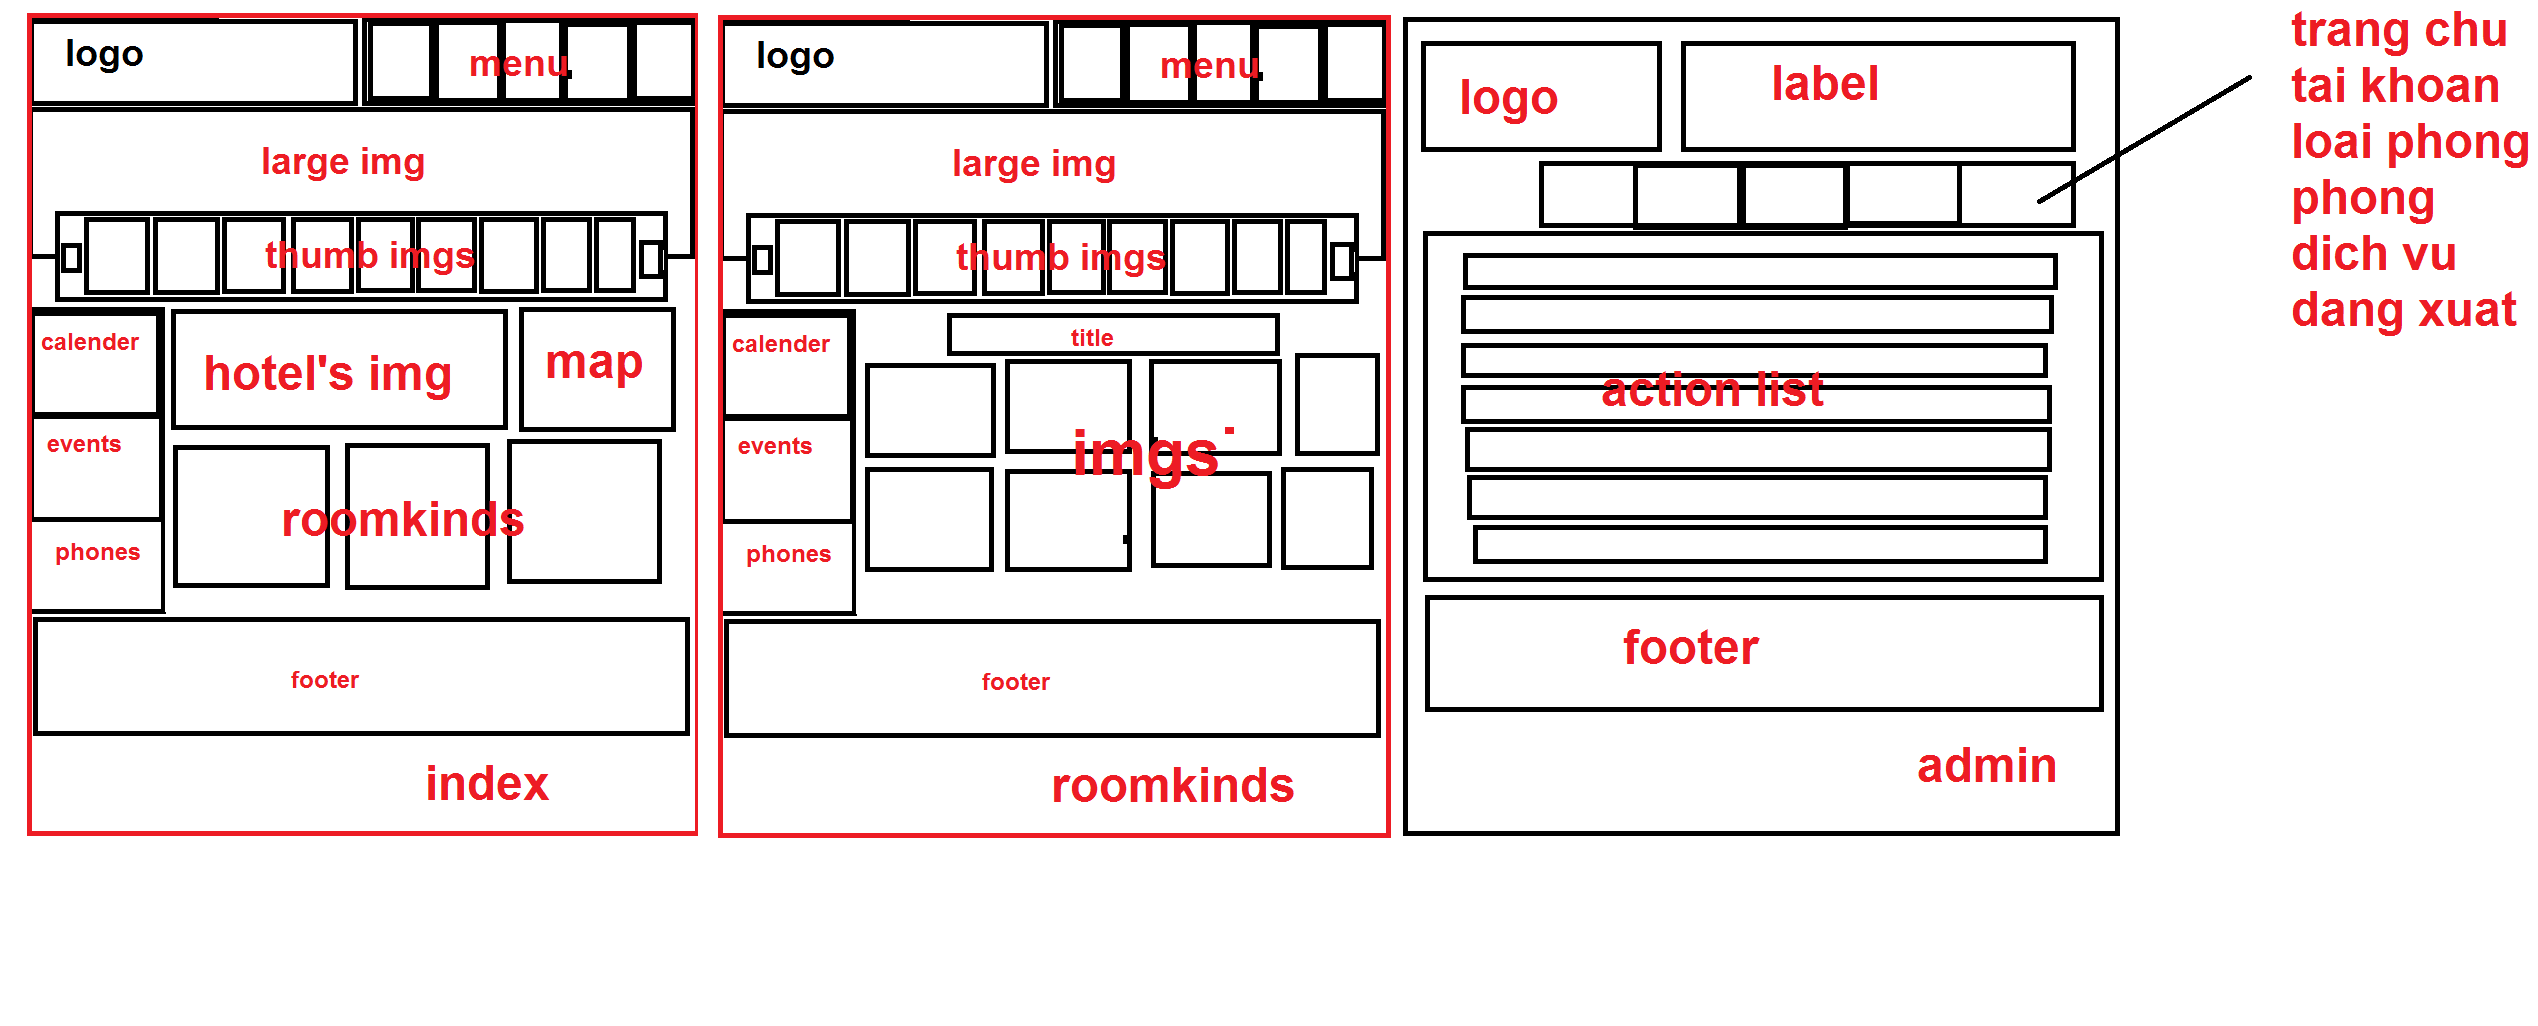 logo
menu
large img
thumb imgs
calender
hotel's img
map
events
roomkinds
phones
footer
index
logo
menu
large img
thumb imgs
calender
title
events
imgs
phones
footer
roomkinds
logo
label
action list
footer
admin
trang chu
tai khoan
loai phong
phong
dich vu
dang xuat